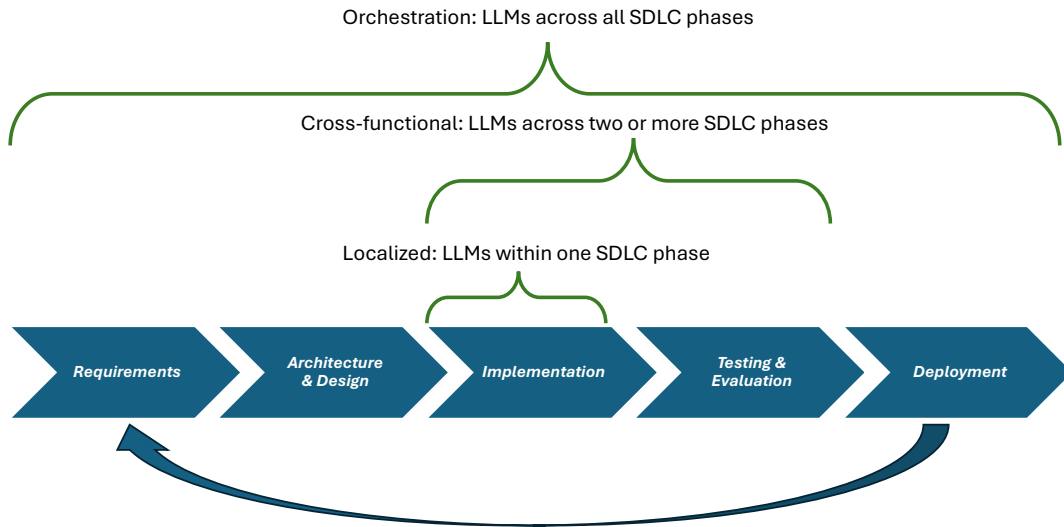 Orchestration: LLMs across all SDLC phases
Cross-functional: LLMs across two or more SDLC phases
Localized: LLMs within one SDLC phase
Requirements
Architecture
& Design
Implementation
Testing &
Evaluation
Deployment